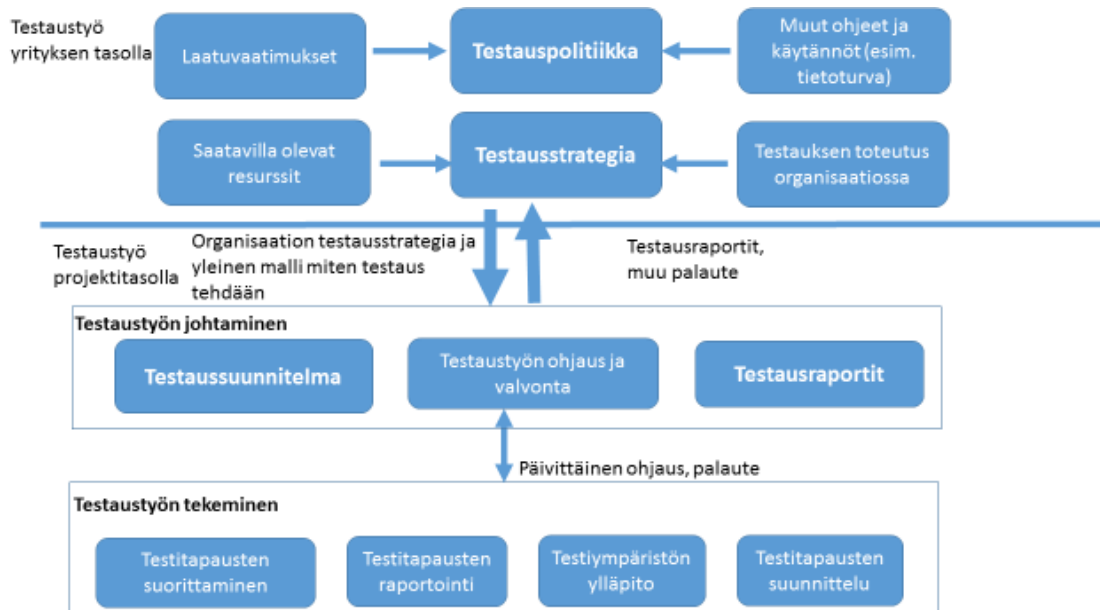 Testaustyö
yrityksen tasolla
Laatuvaatimukset
Testauspolitiikka
Muut ohjeet ja
käytännöt (esim.
tietoturva)
Saatavilla olevat
resurssit
Testausstrategia
Testauksen toteutus
organisaatiossa
Testaustyö
projektitasolla
Organisaation testausstrategia ja
yleinen malli miten testaus
tehdään
Testausraportit,
muu palaute
Testaustyön johtaminen
Testaussuunnitelma
Testaustyön ohjaus ja
valvonta
Testausraportit
Päivittäinen ohjaus, palaute
Testaustyön tekeminen
Testitapausten
suorittaminen
Testitapausten
raportointi
Testiympäristön
ylläpito
Testitapausten
suunnittelu